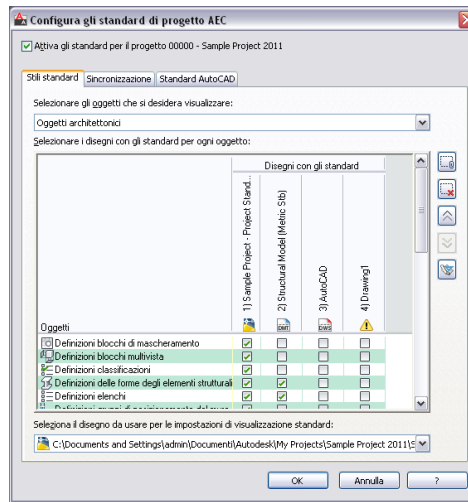 Configura gli standard di progetto AEC
Attiva gli standard per il progetto 00000 - Sample Project 2011
Stili standard Sincronizzazione Standard AutoCAD
Selezionare gli oggetti che si desidera visualizzare:
Oggetti architettonici
Selezionare i disegni con gli standard per ogni oggetto:
Disegni con gli standard
1) Sample Project - Project Stand...
2) Structural Model (Metric Stb)
3) AutoCAD
4) Drawing1
Oggetti
DWT DWS
Definizioni blocchi di mascheramento
Definizioni blocchi multivista
Definizioni classificazioni
Definizioni delle forme degli elementi strutturali
Definizioni elenchi
Seleziona il disegno da usare per le impostazioni di visualizzazione standard:
C:\Documents and Settings\admin\Documenti\Autodesk\My Projects\Sample Project 2011\S
OK Annulla ?